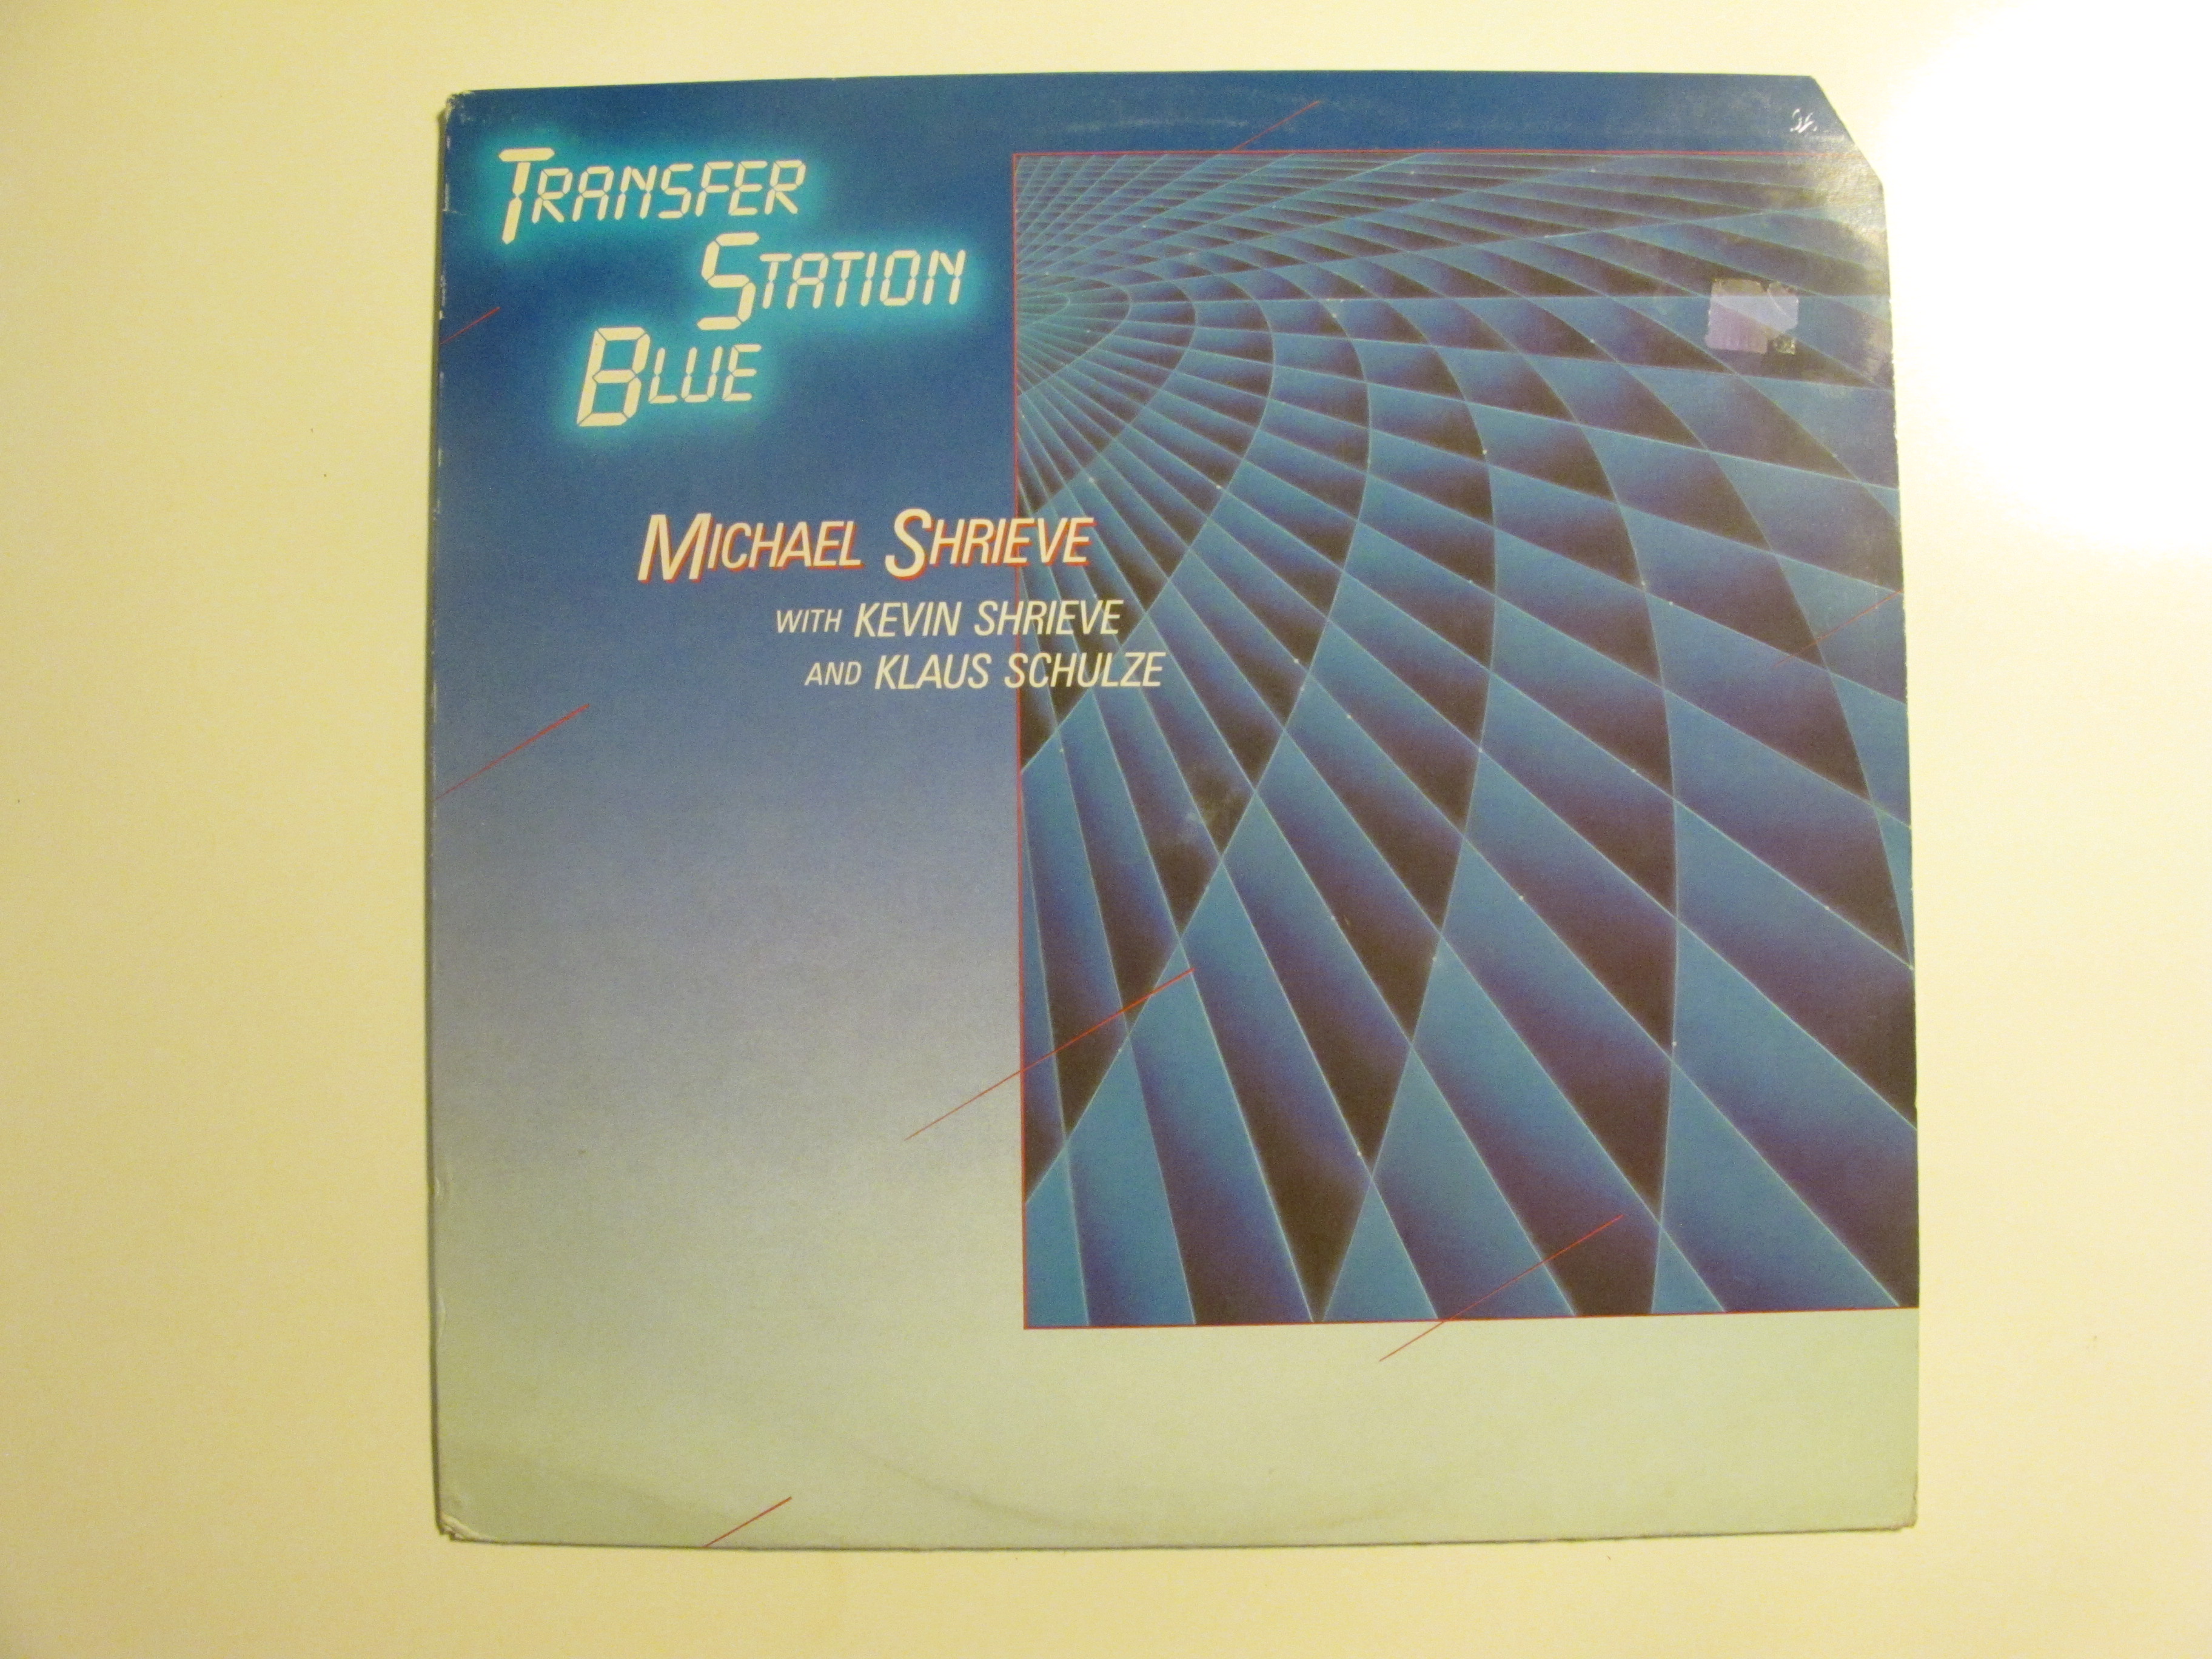 TRANSFER
STATION
BLUE
MICHAEL SHRIEVE
WITH KEVIN SHRIEVE
AND KLAUS SCHULZE